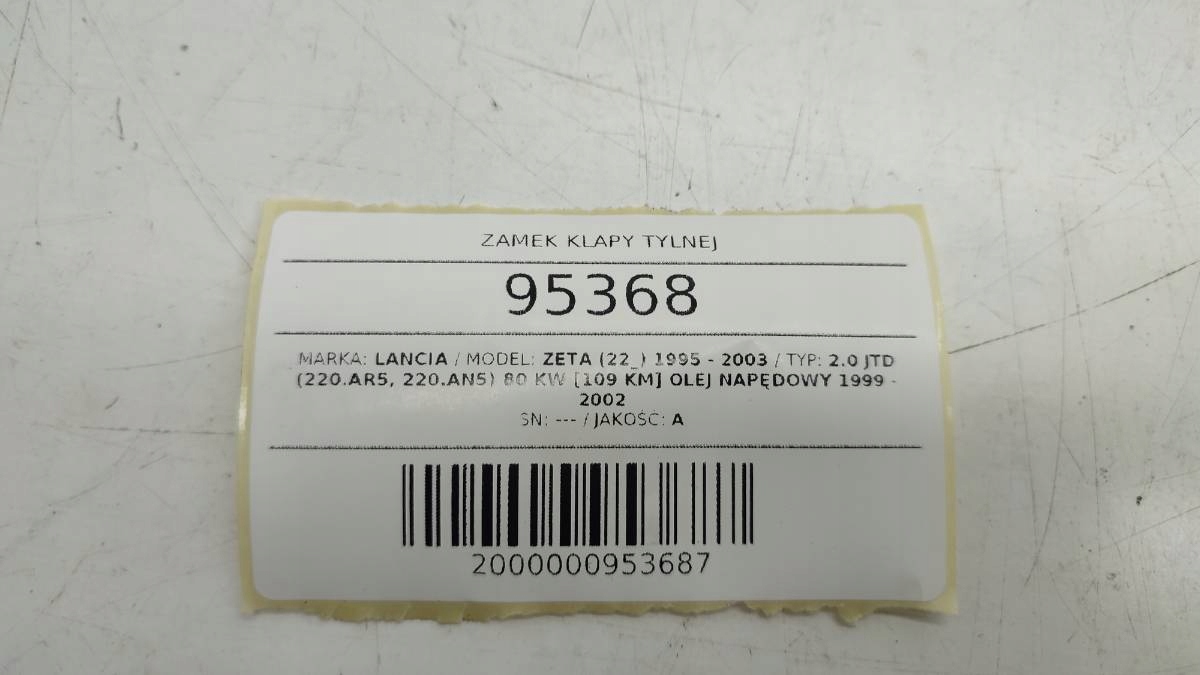 ZAMEK KLAPY TYLNEJ
95368
MARKA: LANCIA / MODEL: ZETA (22_) 1995 - 2003 / TYP: 2.0 JTD
(220.AR5, 220.AN5) 80 KW [109 KM] OLEJ NAPĘDOWY 1999 -
2002
SN: --- / JAKOŚĆ: A
2000000953687